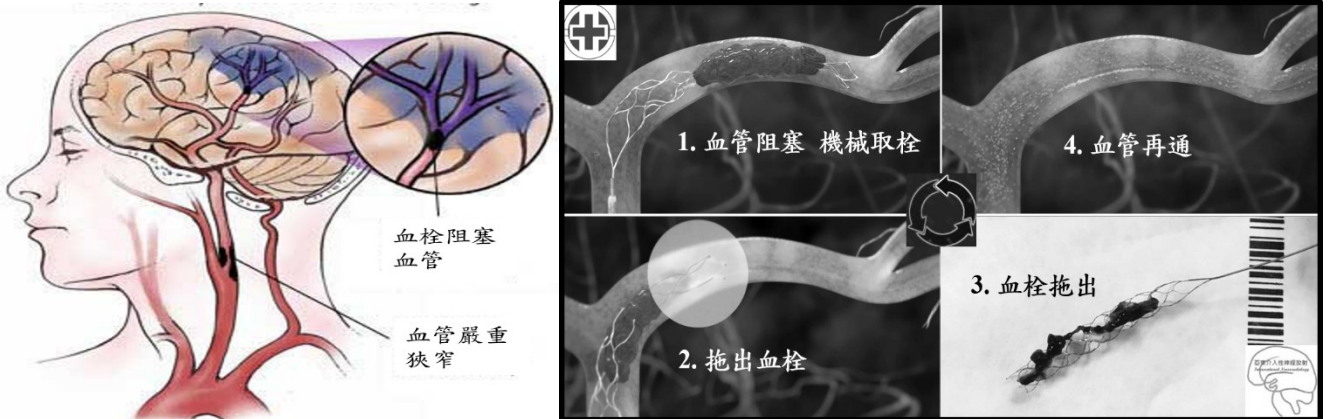 血栓阻塞
血管
血管嚴重
狹窄
1. 血管阻塞 機械取栓
4. 血管再通
2. 拖出血栓
3. 血栓拖出